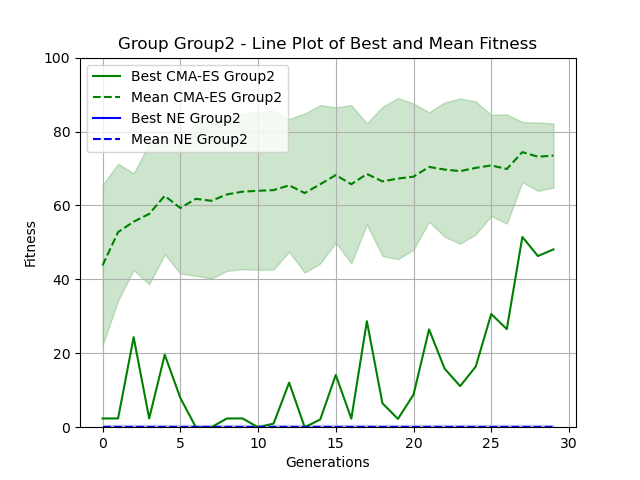 Group Group2 - Line Plot of Best and Mean Fitness
100
80
60
40
20
0
Fitness
Best CMA-ES Group2
Mean CMA-ES Group2
Best NE Group2
Mean NE Group2
0 5 10 15 20 25 30
Generations